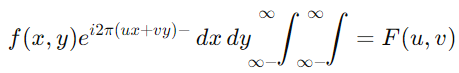 f(x, y)e^{i2π(ux+vy)−} dx dy ∫_{∞−}^{∞} ∫_{∞−}^{∞} = F(u, v)